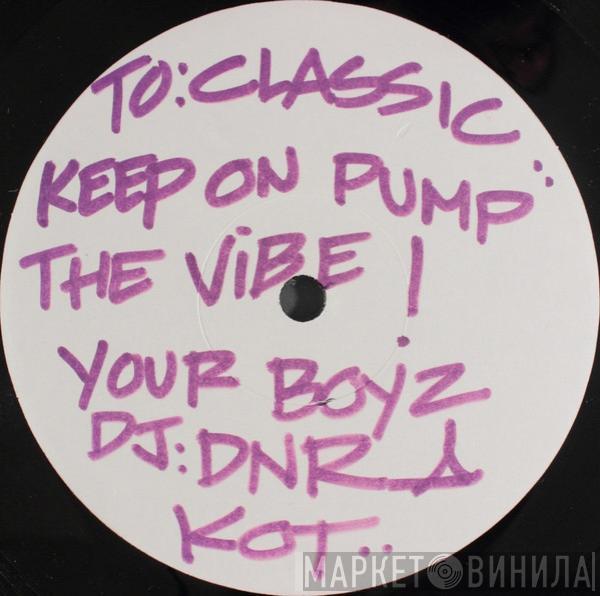 TO:CLASSIC
KEEP ON PUMP
THE ViBE !
YOUR BOYZ
DJ:DNR
KOT..
МАРКЕТ ВИНИЛА